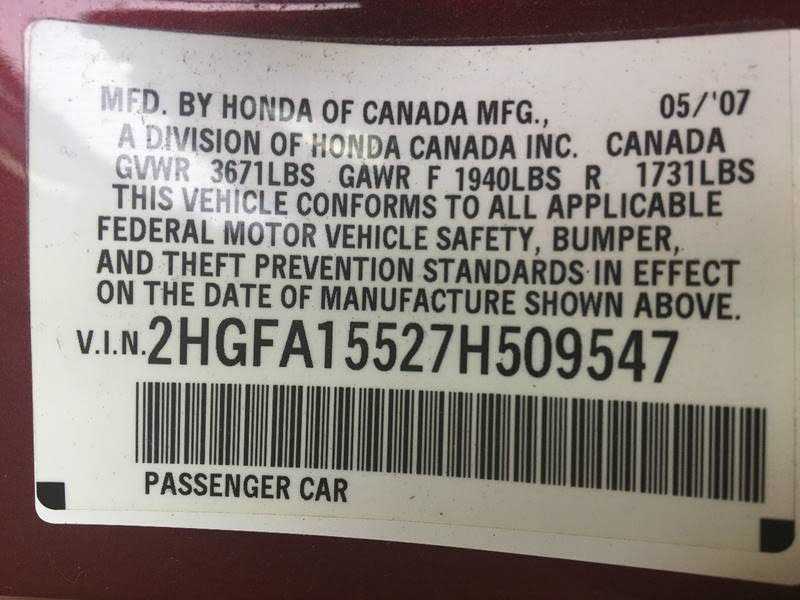 MFD. BY HONDA OF CANADA MFG., 05/'07
A DIVISION OF HONDA CANADA INC. CANADA
GVWR 3671LBS GAWR F 1940LBS R 1731LBS
THIS VEHICLE CONFORMS TO ALL APPLICABLE
FEDERAL MOTOR VEHICLE SAFETY, BUMPER,
AND THEFT PREVENTION STANDARDS IN EFFECT
ON THE DATE OF MANUFACTURE SHOWN ABOVE.
V.I.N.2HGFA15527H509547
PASSENGER CAR